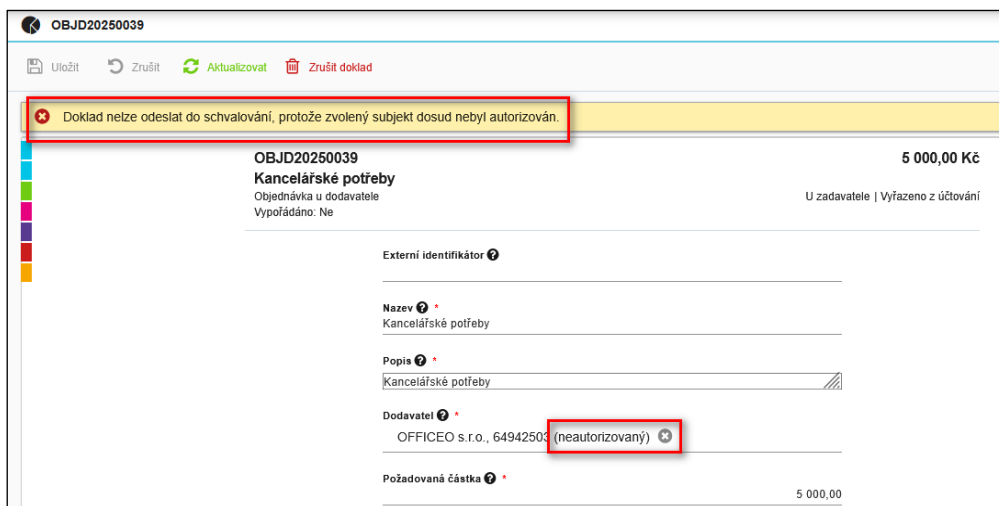 OBJD20250039
Uložit Zrušit Aktualizovat Zrušit doklad
Doklad nelze odeslat do schvalování, protože zvolený subjekt dosud nebyl autorizován.
OBJD20250039 5 000,00 Kč
Kancelářské potřeby
Objednávka u dodavatele U zadavatele | Vyřazeno z účtování
Vypořádáno: Ne
Externí identifikátor
Nazev *
Kancelářské potřeby
Popis *
Kancelářské potřeby
Dodavatel *
OFFICEO s.r.o., 64942503 (neautorizovaný)
Požadovaná částka *
5 000,00